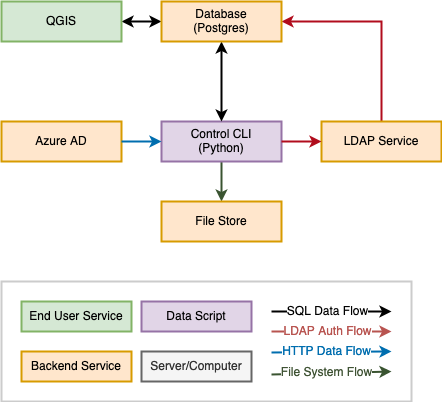 QGIS
Database
(Postgres)
Azure AD
Control CLI
(Python)
LDAP Service
File Store
End User Service
Data Script
SQL Data Flow
LDAP Auth Flow
HTTP Data Flow
File System Flow
Backend Service
Server/Computer